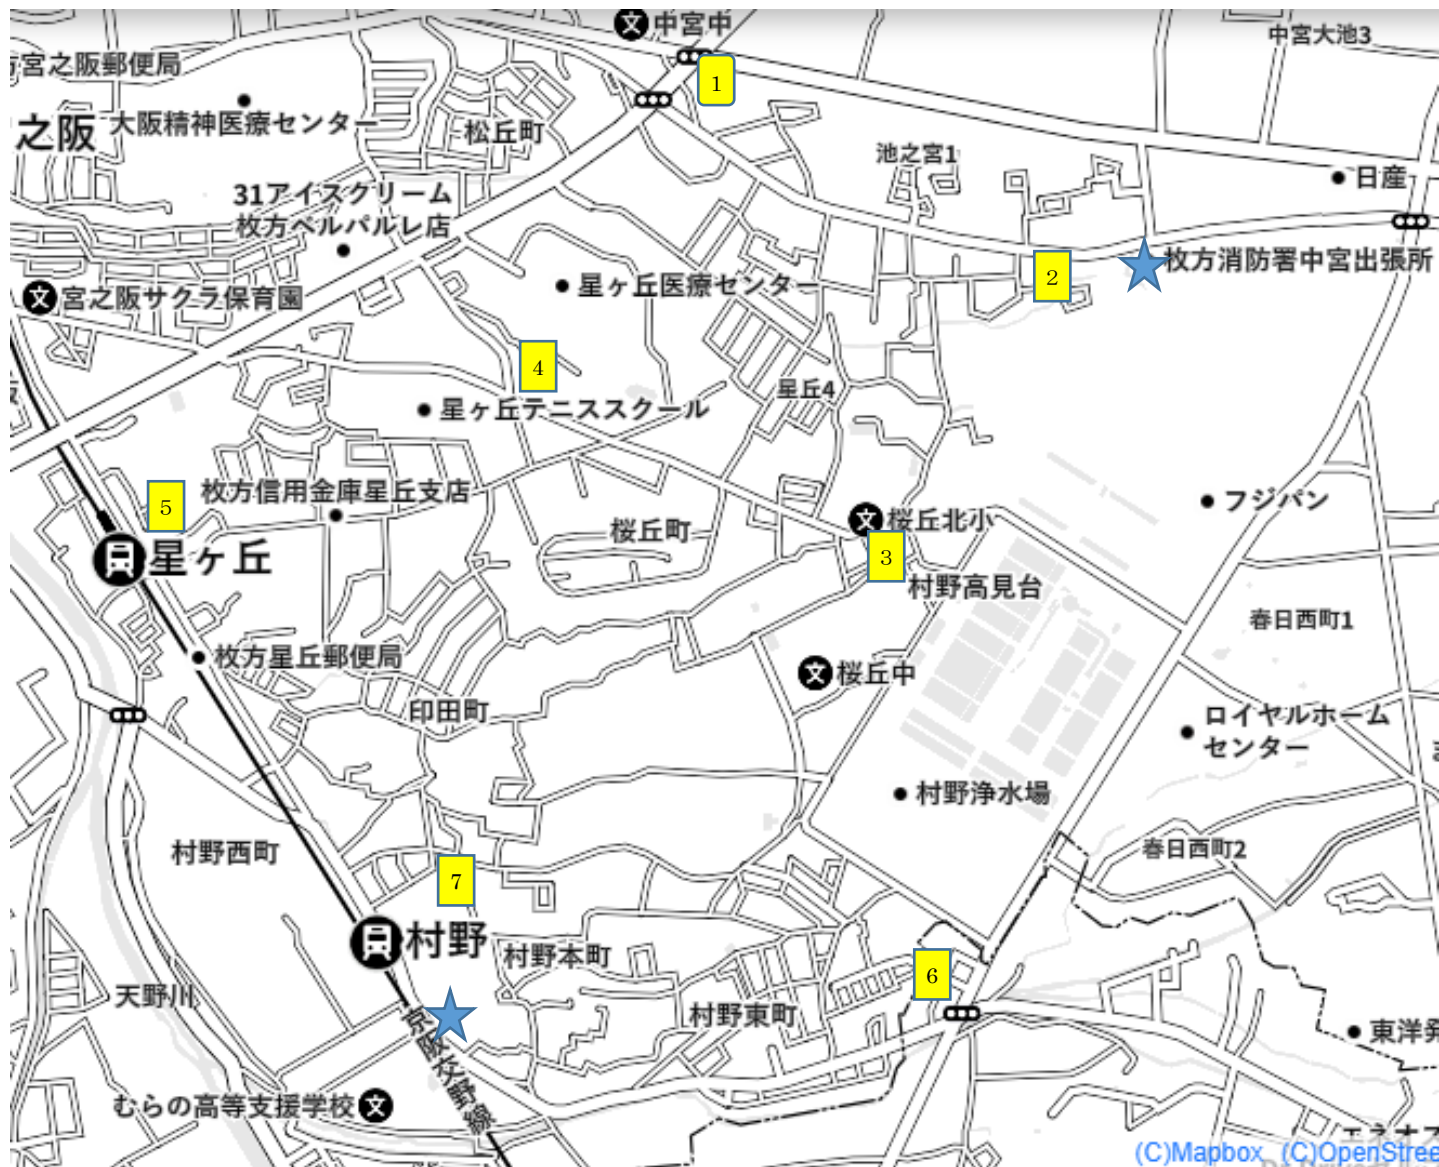 中宮中
中宮大池3
宮之阪郵便局
1
之阪
大阪精神医療センター
松丘町
池之宮1
日産
31アイスクリーム
枚方ベルパルレ店
枚方消防署中宮出張所
2
宮之阪サクラ保育園
星ヶ丘医療センター
4
星ヶ丘テニススクール
星丘4
5
枚方信用金庫星丘支店
フジパン
桜丘町
桜丘北小
3
星ヶ丘
村野高見台
春日西町1
枚方星丘郵便局
桜丘中
印田町
ロイヤルホーム
センター
村野浄水場
村野西町
春日西町2
7
村野
村野本町
6
天野川
村野東町
京阪交野線
東洋
むらの高等支援学校
エネオス
(C)Mapbox (C)OpenStree